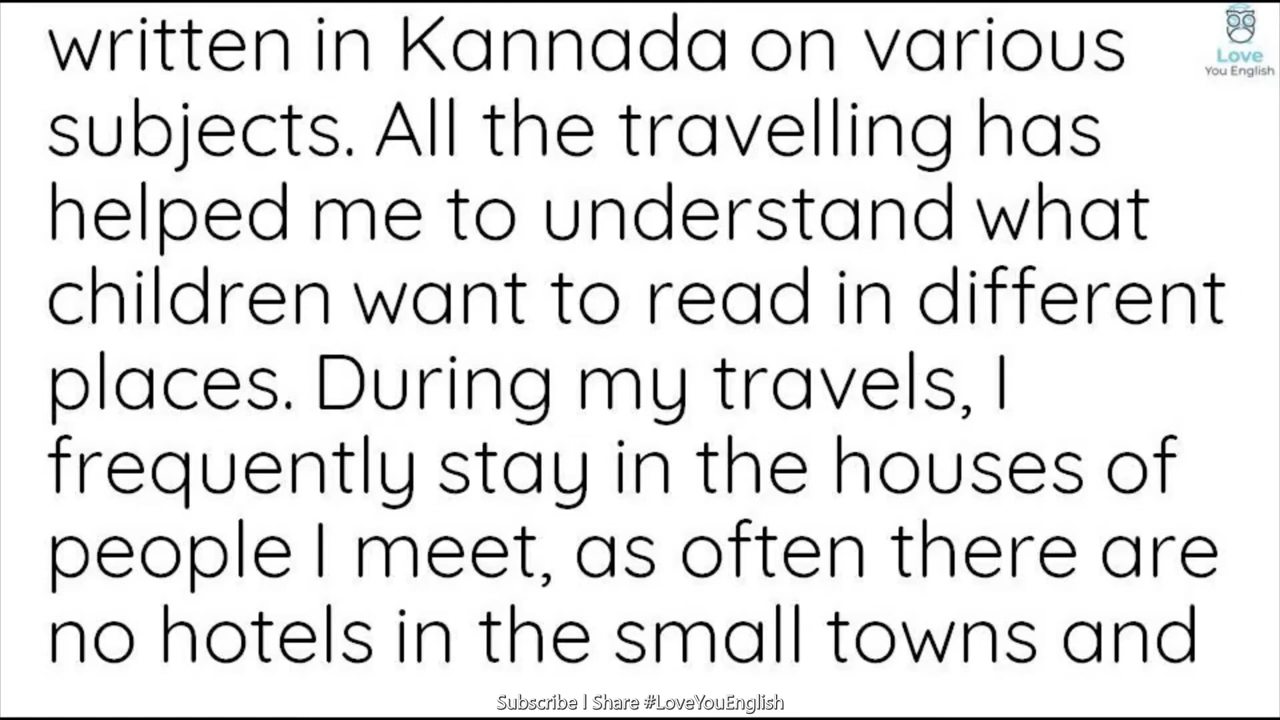 written in Kannada on various
subjects. All the travelling has
helped me to understand what
children want to read in different
places. During my travels, I
frequently stay in the houses of
people I meet, as often there are
no hotels in the small towns and
Love
You English
Subscribe | Share #LoveYouEnglish